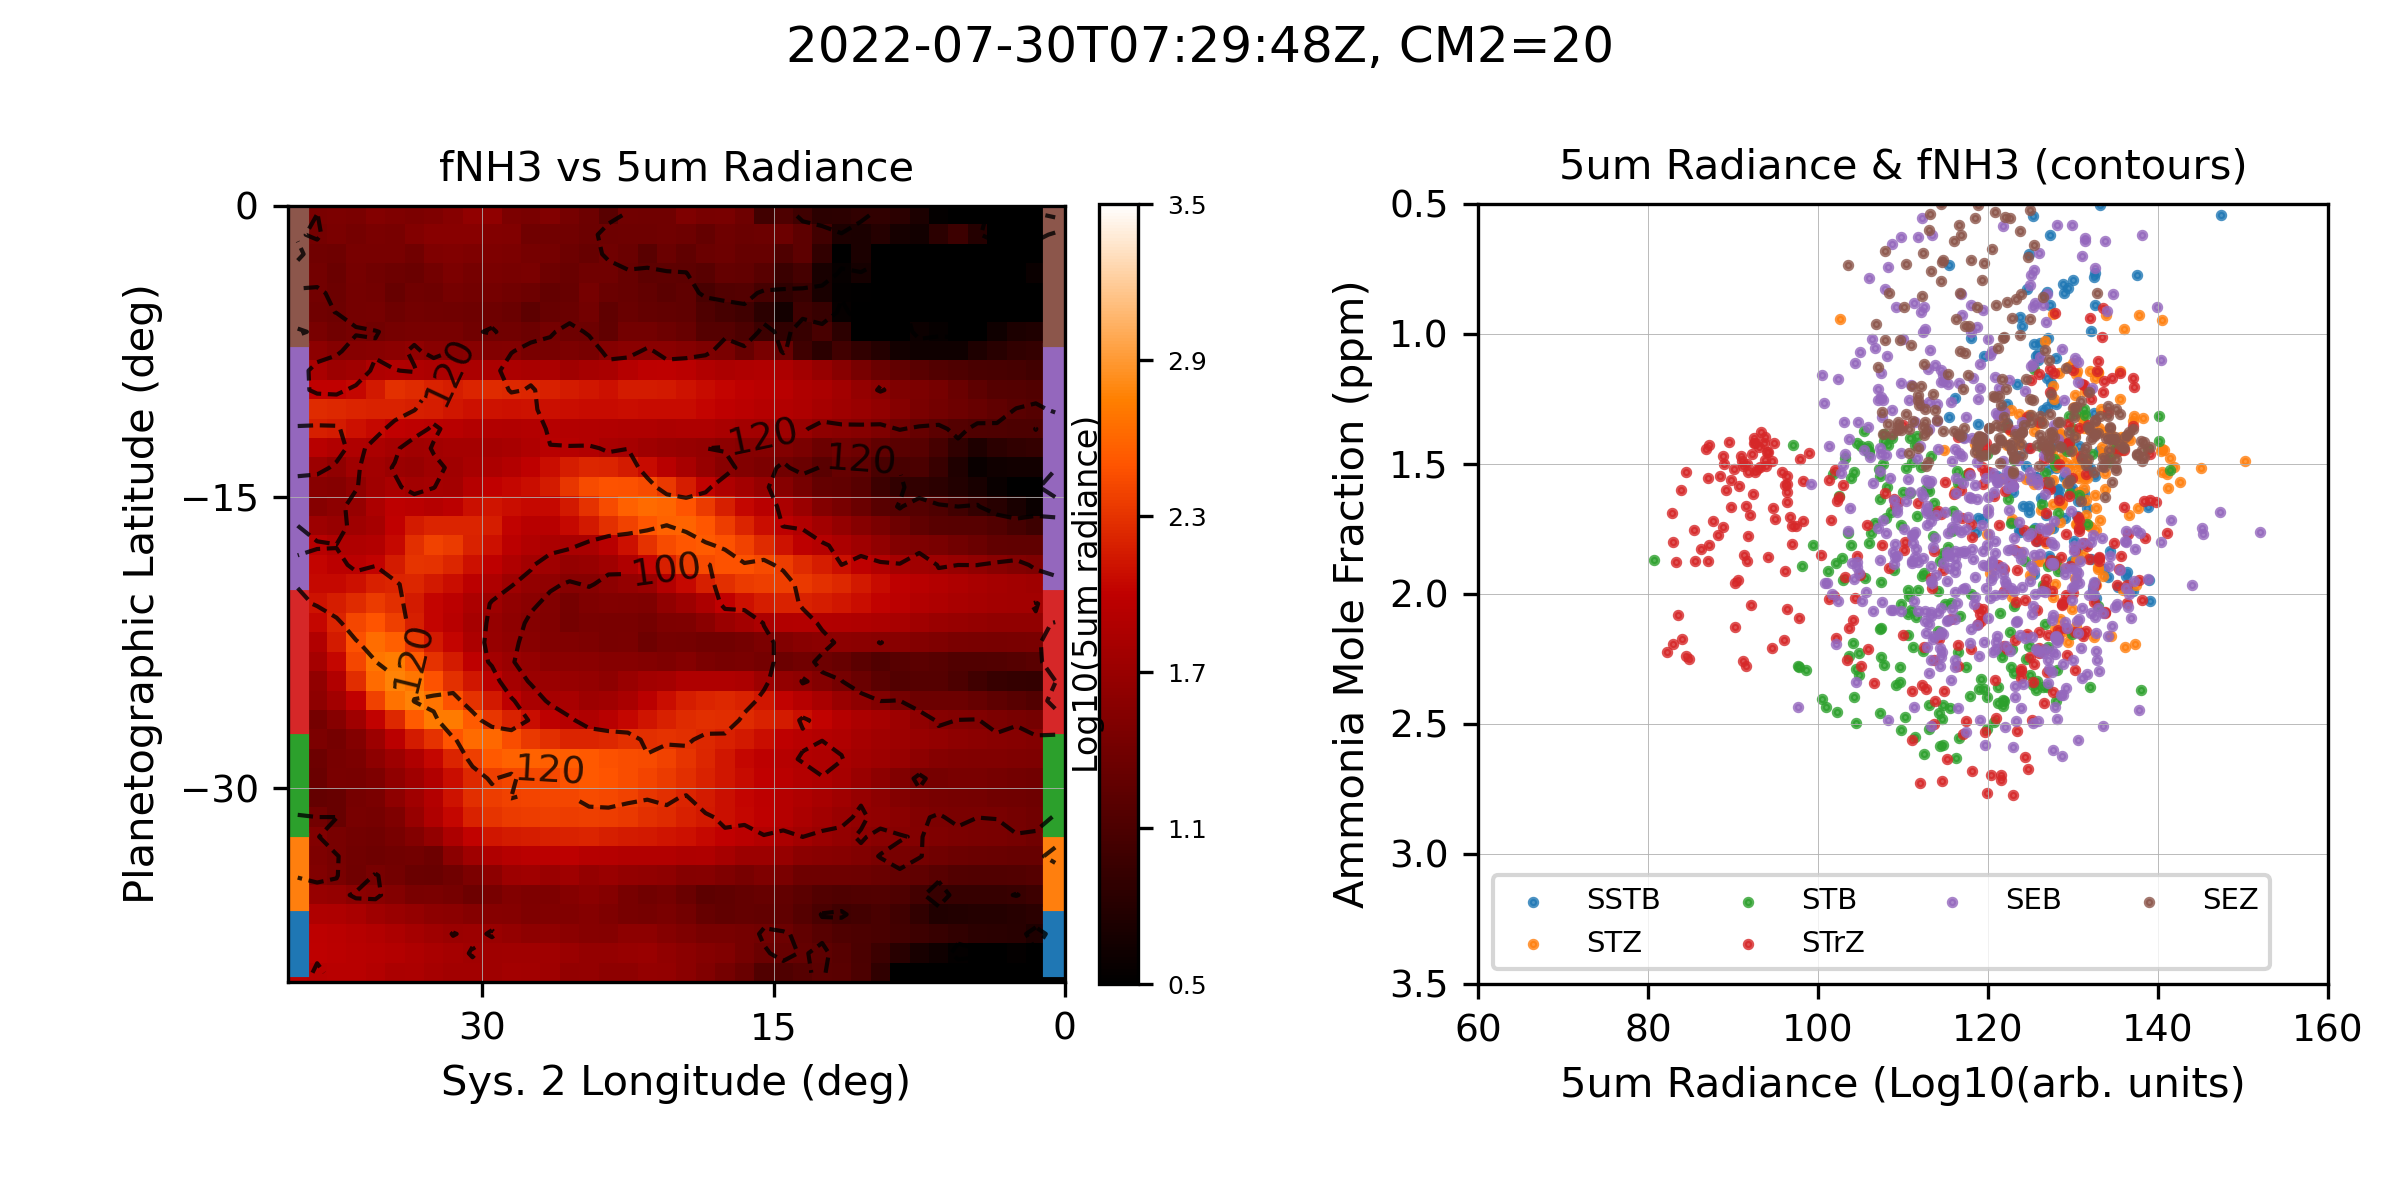 2022-07-30T07:29:48Z, CM2=20
fNH3 vs 5um Radiance
Planetographic Latitude (deg)
0
−15
−30
120
120
120
100
120
120
30
15
0
Sys. 2 Longitude (deg)
Log10(5um radiance)
3.5
2.9
2.3
1.7
1.1
0.5
5um Radiance & fNH3 (contours)
Ammonia Mole Fraction (ppm)
0.5
1.0
1.5
2.0
2.5
3.0
3.5
SSTB STB SEB SEZ
STZ STrZ
60 80 100 120 140 160
5um Radiance (Log10(arb. units)